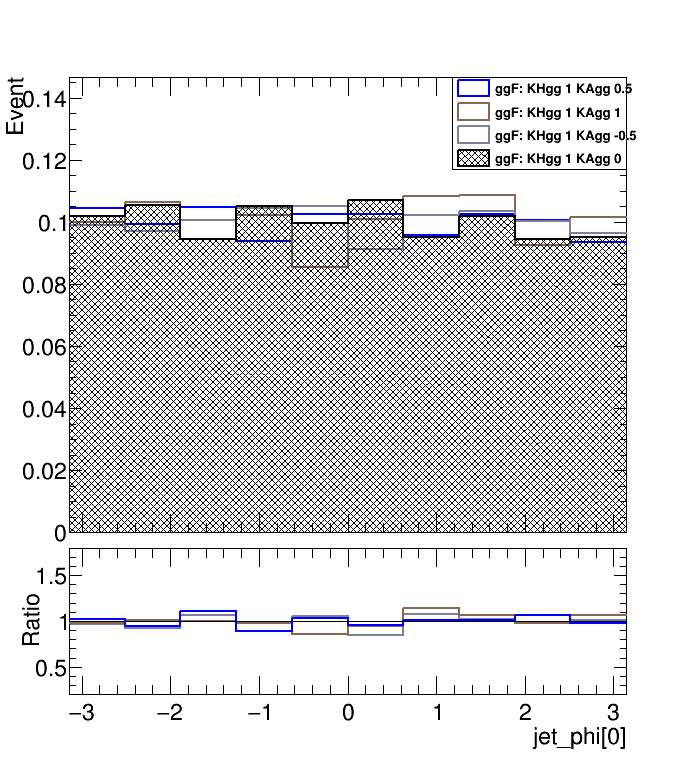 Event
0.14
0.12
0.1
0.08
0.06
0.04
0.02
0
ggF: KHgg 1 KAgg 0.5
ggF: KHgg 1 KAgg 1
ggF: KHgg 1 KAgg -0.5
ggF: KHgg 1 KAgg 0
Ratio
1.5
1
0.5
−3 −2 −1 0 1 2 3
jet_phi[0]